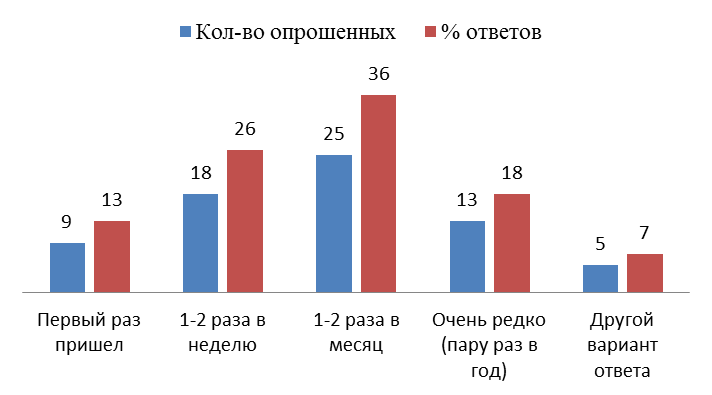 Кол-во опрошенных % ответов
36
26
25
18
18
13
13
9
7
5
Первый раз пришел
1-2 раза в неделю
1-2 раза в месяц
Очень редко (пару раз в год)
Другой вариант ответа